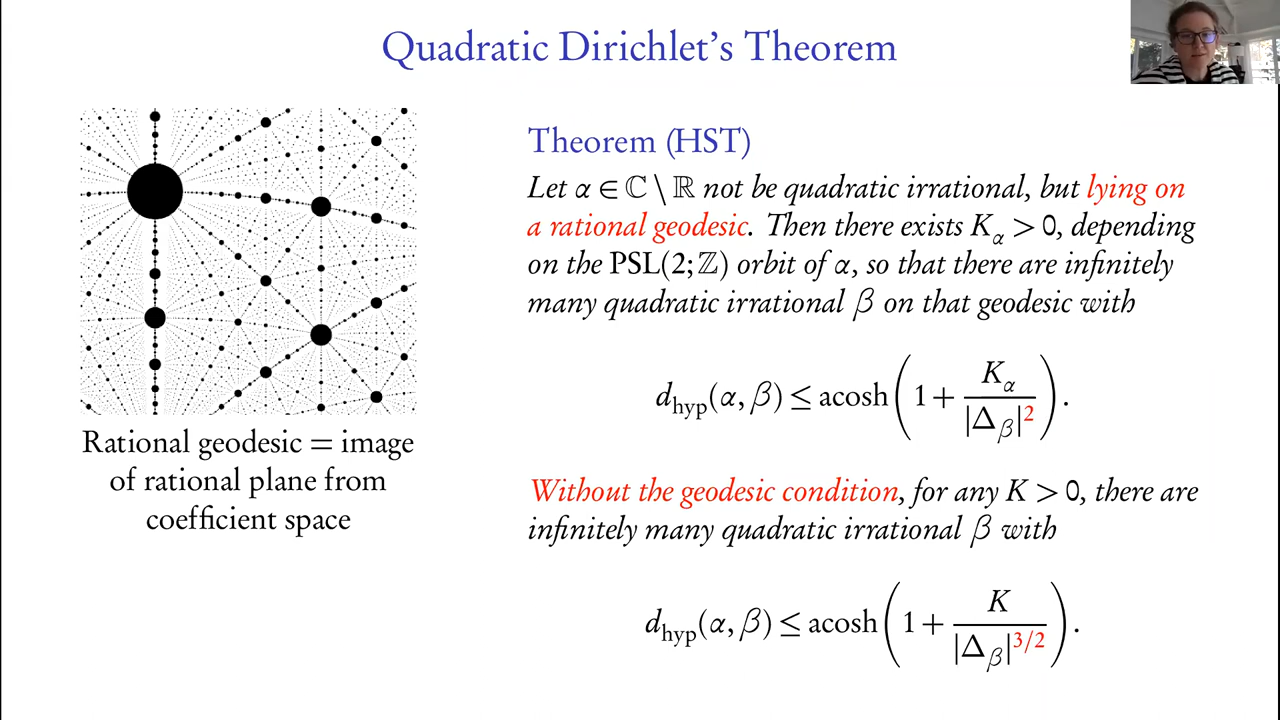 Quadratic Dirichlet's Theorem
Theorem (HST)
Let α ∈ ℂ \ ℝ not be quadratic irrational, but lying on
a rational geodesic. Then there exists K_α > 0, depending
on the PSL(2;ℤ) orbit of α, so that there are infinitely
many quadratic irrational β on that geodesic with
d_hyp(α, β) ≤ acosh(1 + K_α / |Δ_β|^2).
Without the geodesic condition, for any K > 0, there are
infinitely many quadratic irrational β with
d_hyp(α, β) ≤ acosh(1 + K / |Δ_β|^{3/2}).
Rational geodesic = image
of rational plane from
coefficient space